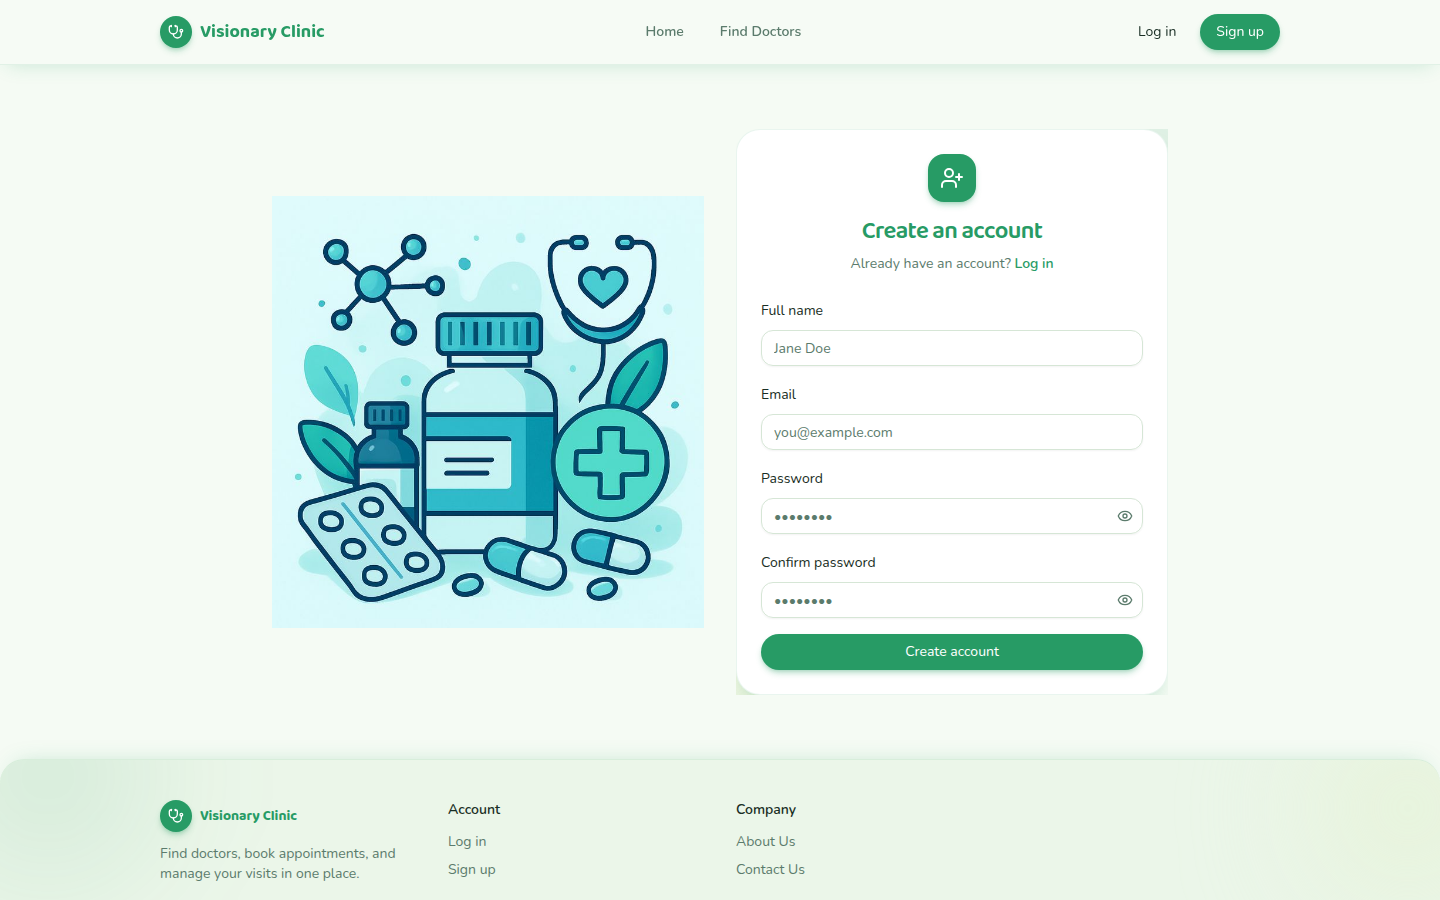 Visionary Clinic
Home
Find Doctors
Log in
Sign up
Create an account
Already have an account? Log in
Full name
Jane Doe
Email
you@example.com
Password
••••••••
Confirm password
••••••••
Create account
Visionary Clinic
Find doctors, book appointments, and
manage your visits in one place.
Account
Log in
Sign up
Company
About Us
Contact Us